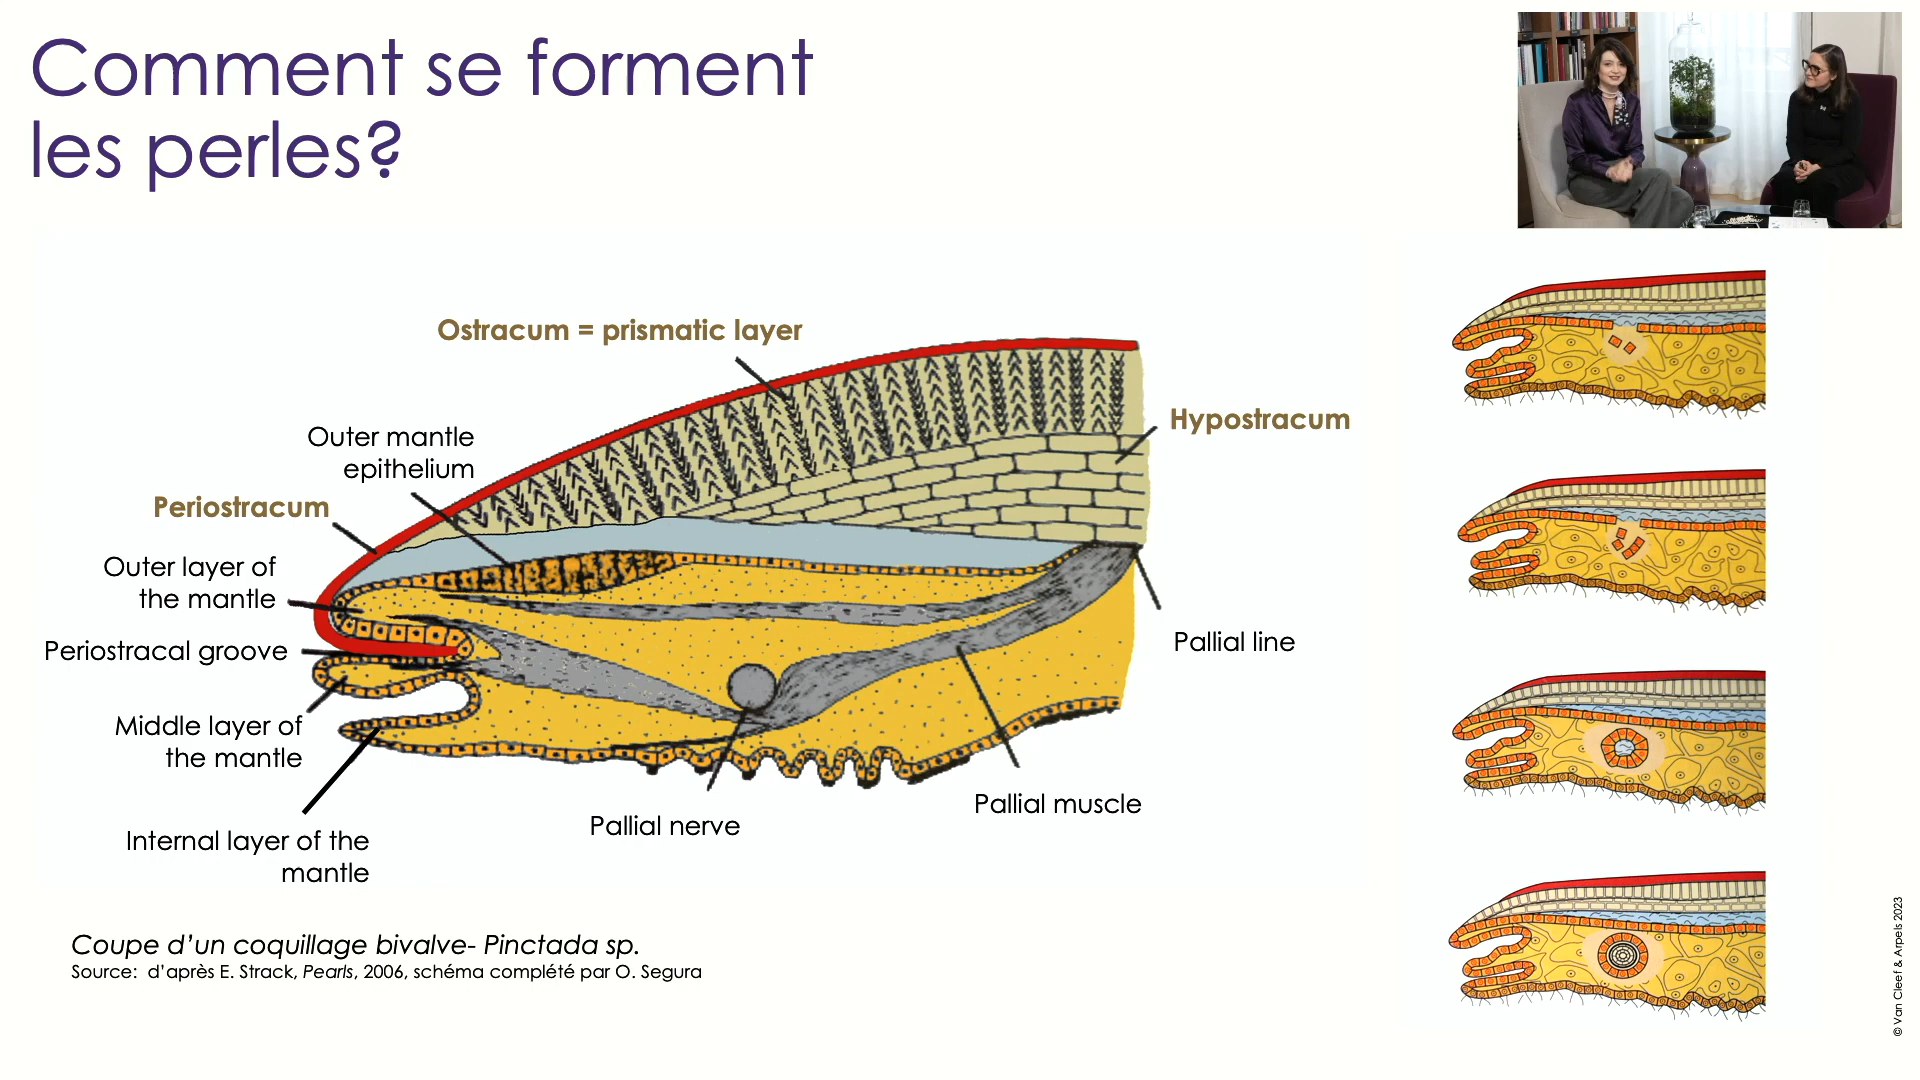 Comment se forment
les perles?
Ostracum = prismatic layer
Hypostracum
Outer mantle
epithelium
Periostracum
Outer layer of
the mantle
Periostracal groove
Pallial line
Middle layer of
the mantle
Pallial muscle
Pallial nerve
Internal layer of the
mantle
Coupe d’un coquillage bivalve- Pinctada sp.
Source: d’après E. Strack, Pearls, 2006, schéma complété par O. Segura
© Van Cleef & Arpels 2023